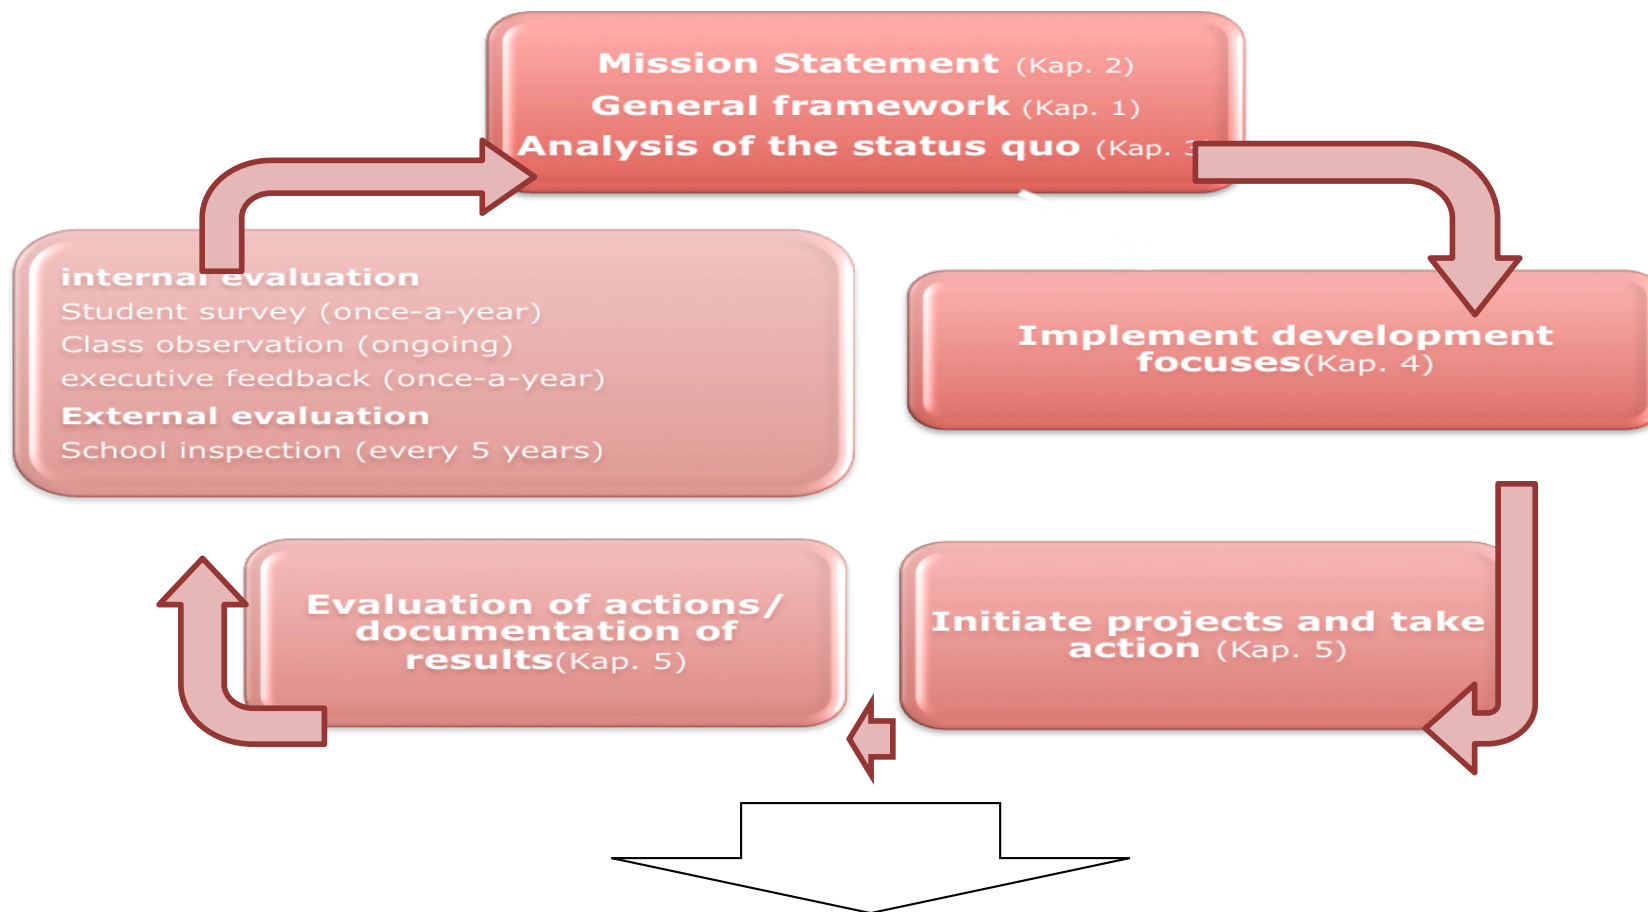 Mission Statement (Kap. 2)
General framework (Kap. 1)
Analysis of the status quo (Kap. 3)
Implement development
focuses(Kap. 4)
Initiate projects and take
action (Kap. 5)
Evaluation of actions/
documentation of
results(Kap. 5)
internal evaluation
Student survey (once-a-year)
Class observation (ongoing)
executive feedback (once-a-year)
External evaluation
School inspection (every 5 years)